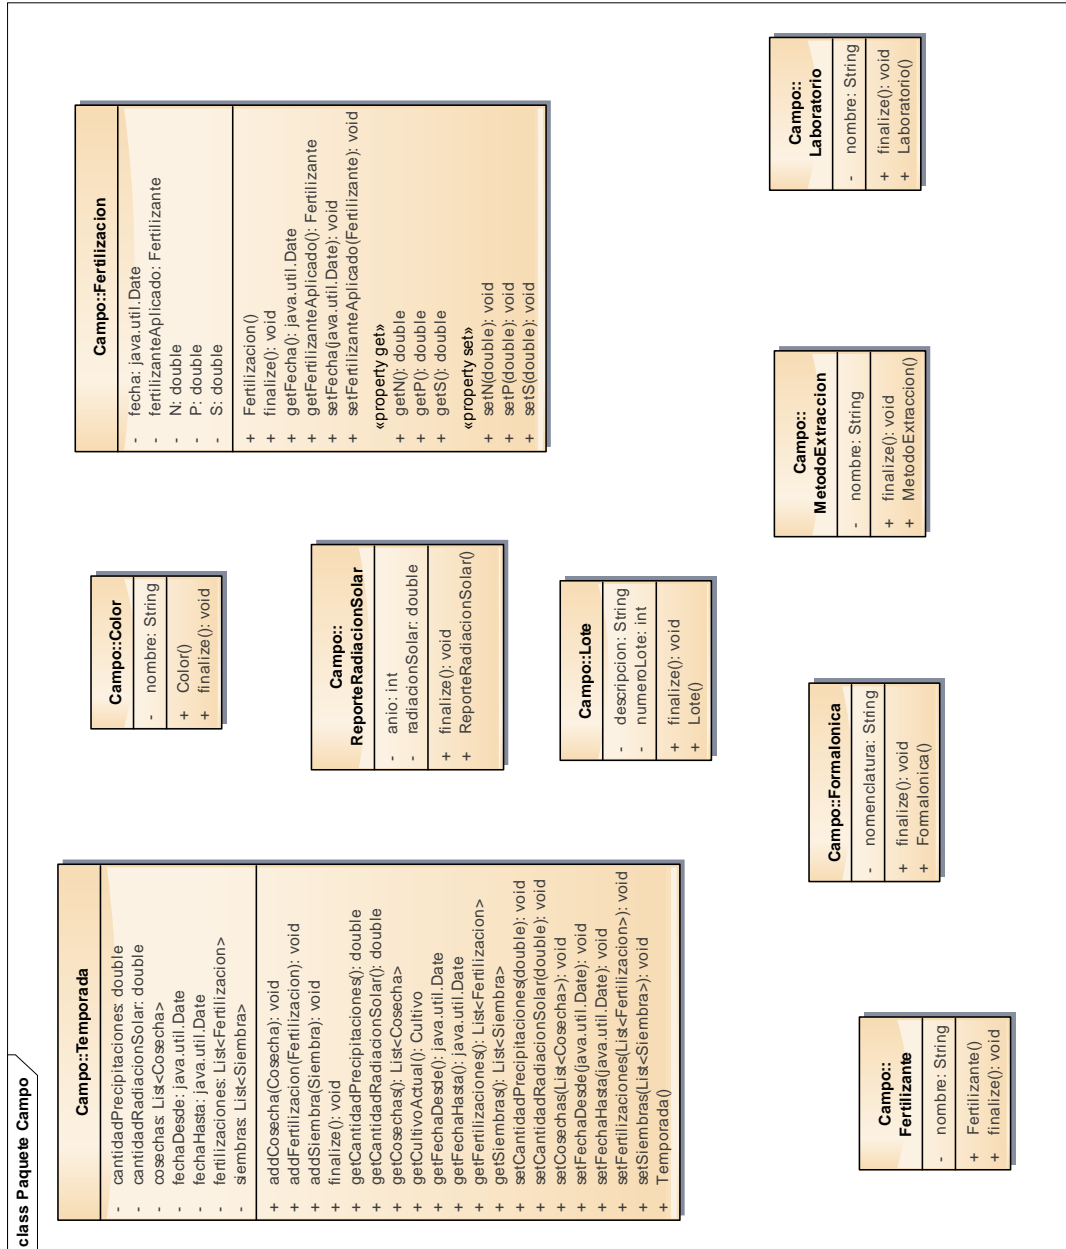 class Paquete Campo
Campo::Temporada
- cantidadPrecipitaciones: double
- cantidadRadiacionSolar: double
- cosechas: List<Cosecha>
- fechaDesde: java.util.Date
- fechaHasta: java.util.Date
- fertilizaciones: List<Fertilizacion>
- siembras: List<Siembra>
+ addCosecha(Cosecha): void
+ addFertilizacion(Fertilizacion): void
+ addSiembra(Siembra): void
+ finalize(): void
+ getCantidadPrecipitaciones(): double
+ getCantidadRadiacionSolar(): double
+ getCosechas(): List<Cosecha>
+ getCultivoActual(): Cultivo
+ getFechaDesde(): java.util.Date
+ getFechaHasta(): java.util.Date
+ getFertilizaciones(): List<Fertilizacion>
+ getSiembras(): List<Siembra>
+ setCantidadPrecipitaciones(double): void
+ setCantidadRadiacionSolar(double): void
+ setCosechas(List<Cosecha>): void
+ setFechaDesde(java.util.Date): void
+ setFechaHasta(java.util.Date): void
+ setFertilizaciones(List<Fertilizacion>): void
+ setSiembras(List<Siembra>): void
+ Temporada()
Campo::Color
- nombre: String
+ Color()
+ finalize(): void
Campo::
ReporteRadiacionSolar
- anio: int
- radiacionSolar: double
+ finalize(): void
+ ReporteRadiacionSolar()
Campo::Lote
- descripcion: String
- numeroLote: int
+ finalize(): void
+ Lote()
Campo::Fertilizacion
- fecha: java.util.Date
- fertilizanteAplicado: Fertilizante
- N: double
- P: double
- S: double
+ Fertilizacion()
+ finalize(): void
+ getFecha(): java.util.Date
+ getFertilizanteAplicado(): Fertilizante
+ setFecha(java.util.Date): void
+ setFertilizanteAplicado(Fertilizante): void
«property get»
+ getN(): double
+ getP(): double
+ getS(): double
«property set»
+ setN(double): void
+ setP(double): void
+ setS(double): void
Campo::
Fertilizante
- nombre: String
+ Fertilizante()
+ finalize(): void
Campo::FormaIonica
- nomenclatura: String
+ finalize(): void
+ FormaIonica()
Campo::
MetodoExtraccion
- nombre: String
+ finalize(): void
+ MetodoExtraccion()
Campo::
Laboratorio
- nombre: String
+ finalize(): void
+ Laboratorio()